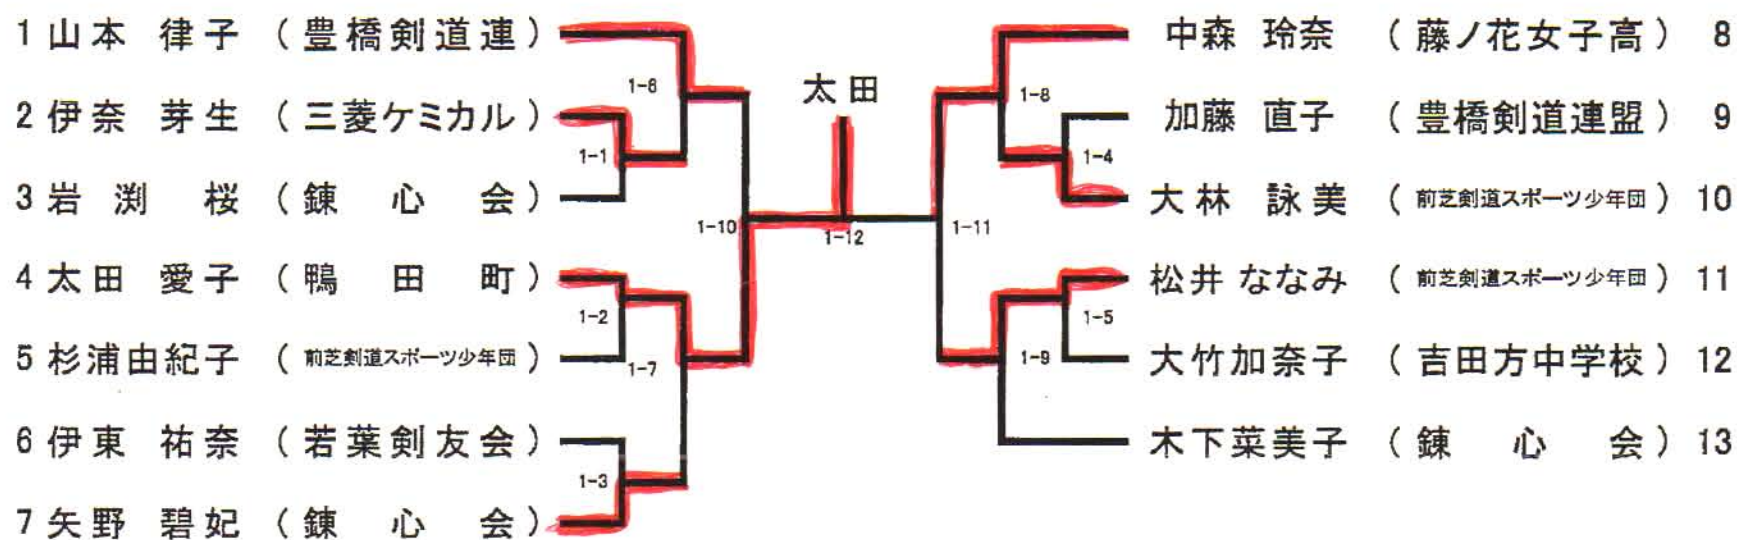 1 山本 律子 (豊橋剣道連)
1-6
2 伊奈 芽生 (三菱ケミカル)
1-1
3 岩渕 桜 (錬心会)
1-10
4 太田 愛子 (鴨田町)
1-2
5 杉浦由紀子 (前芝剣道スポーツ少年団)
1-7
6 伊東 祐奈 (若葉剣友会)
1-3
7 矢野 碧妃 (錬心会)
太田
1-12
中森 玲奈 (藤ノ花女子高) 8
1-8
加藤 直子 (豊橋剣道連盟) 9
1-4
大林 詠美 (前芝剣道スポーツ少年団) 10
1-11
松井 ななみ (前芝剣道スポーツ少年団) 11
1-5
大竹加奈子 (吉田方中学校) 12
1-9
木下菜美子 (錬心会) 13